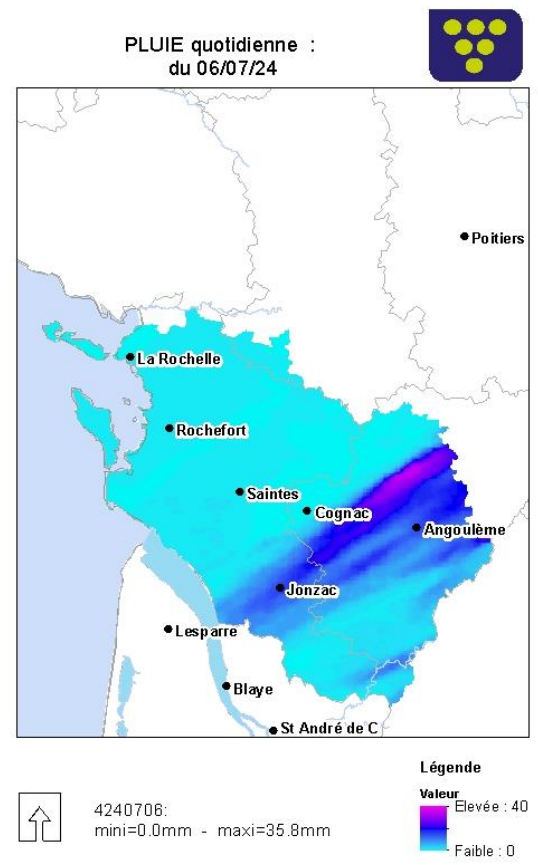 PLUIE quotidienne :
du 06/07/24
Poitiers
La Rochelle
Rochefort
Saintes
Cognac
Angoulème
Jonzac
Lesparre
Blaye
St André de C
Légende
Valeur
Elevée : 40
Faible : 0
4240706:
mini=0.0mm - maxi=35.8mm